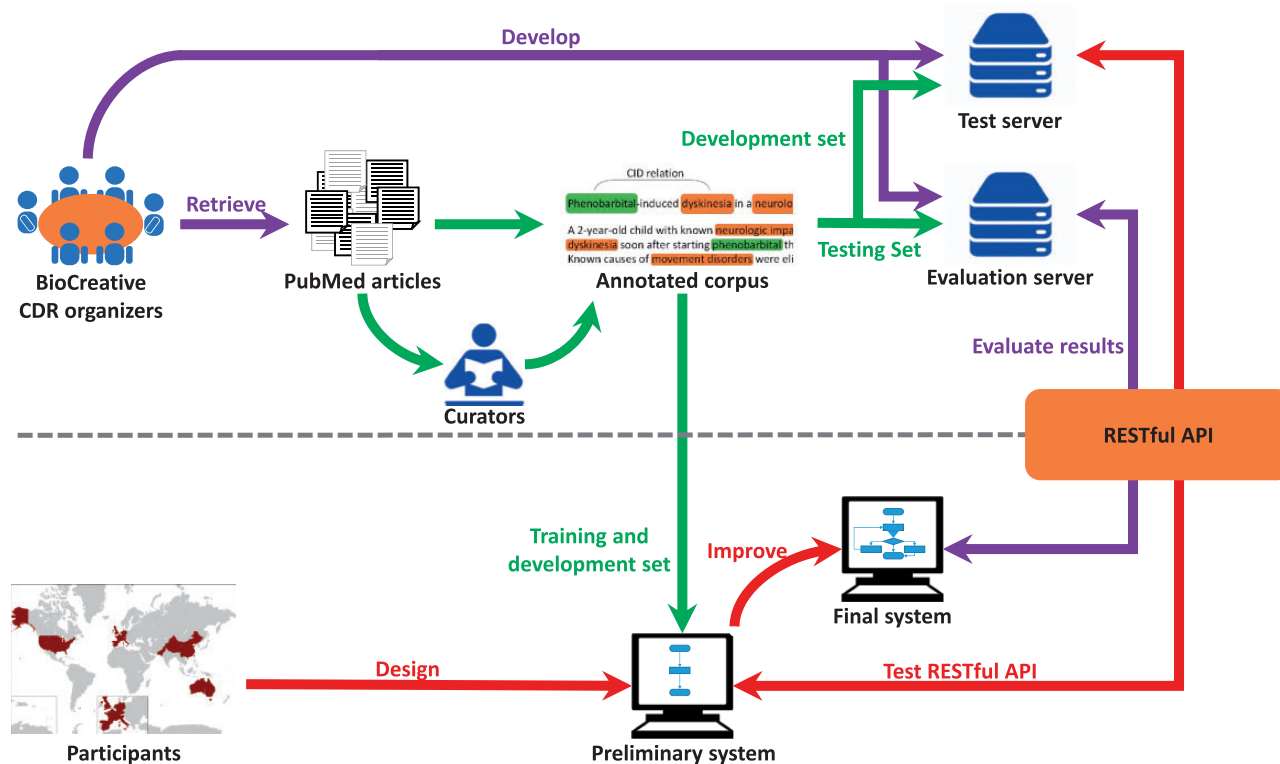 Develop
Test server
Development set
CID relation
Phenobarbital-induced dyskinesia in a neurolo
A 2-year-old child with known neurologic impa
dyskinesia soon after starting phenobarbital th
Known causes of movement disorders were eli
Retrieve
Testing Set
BioCreative
CDR organizers
PubMed articles
Annotated corpus
Evaluation server
Evaluate results
Curators
RESTful API
Training and
development set
Improve
Final system
Design
Test RESTful API
Participants
Preliminary system